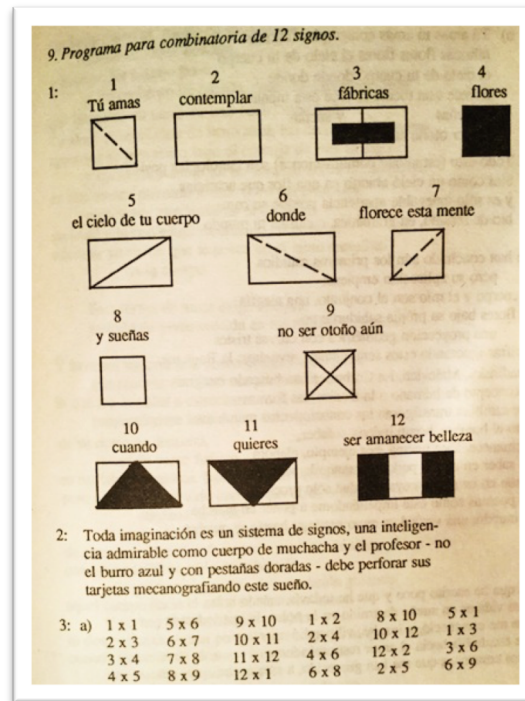 9. Programa para combinatoria de 12 signos.
1:
1 2 3 4
Tú amas contemplar fábricas flores
5 6 7
el cielo de tu cuerpo donde florece esta mente
8 9
y sueñas no ser otoño aún
10 11 12
cuando quieres ser amanecer belleza
2: Toda imaginación es un sistema de signos, una inteligen-
cia admirable como cuerpo de muchacha y el profesor - no
el burro azul y con pestañas doradas - debe perforar sus
tarjetas mecanografiando este sueño.
3: a) 1 x 1 5 x 6 9 x 10 1 x 2 8 x 10 5 x 1
2 x 3 6 x 7 10 x 11 2 x 4 10 x 12 1 x 3
3 x 4 7 x 8 11 x 12 4 x 6 12 x 2 3 x 6
4 x 5 8 x 9 12 x 1 6 x 8 2 x 5 6 x 9